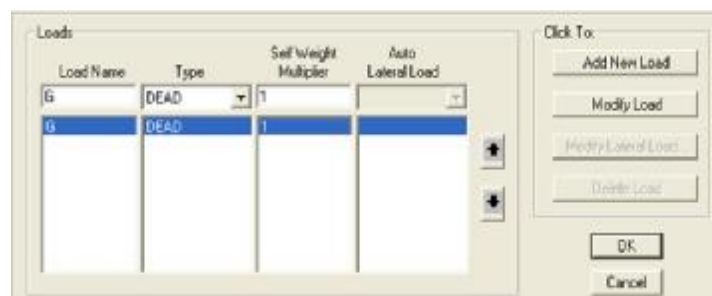 Loads
Load Name
Type
Self Weight Multiplier
Auto Lateral Load
G
DEAD
1
G
DEAD
1
Click To:
Add New Load
Modify Load
Modify Lateral Load...
Delete Load
OK
Cancel